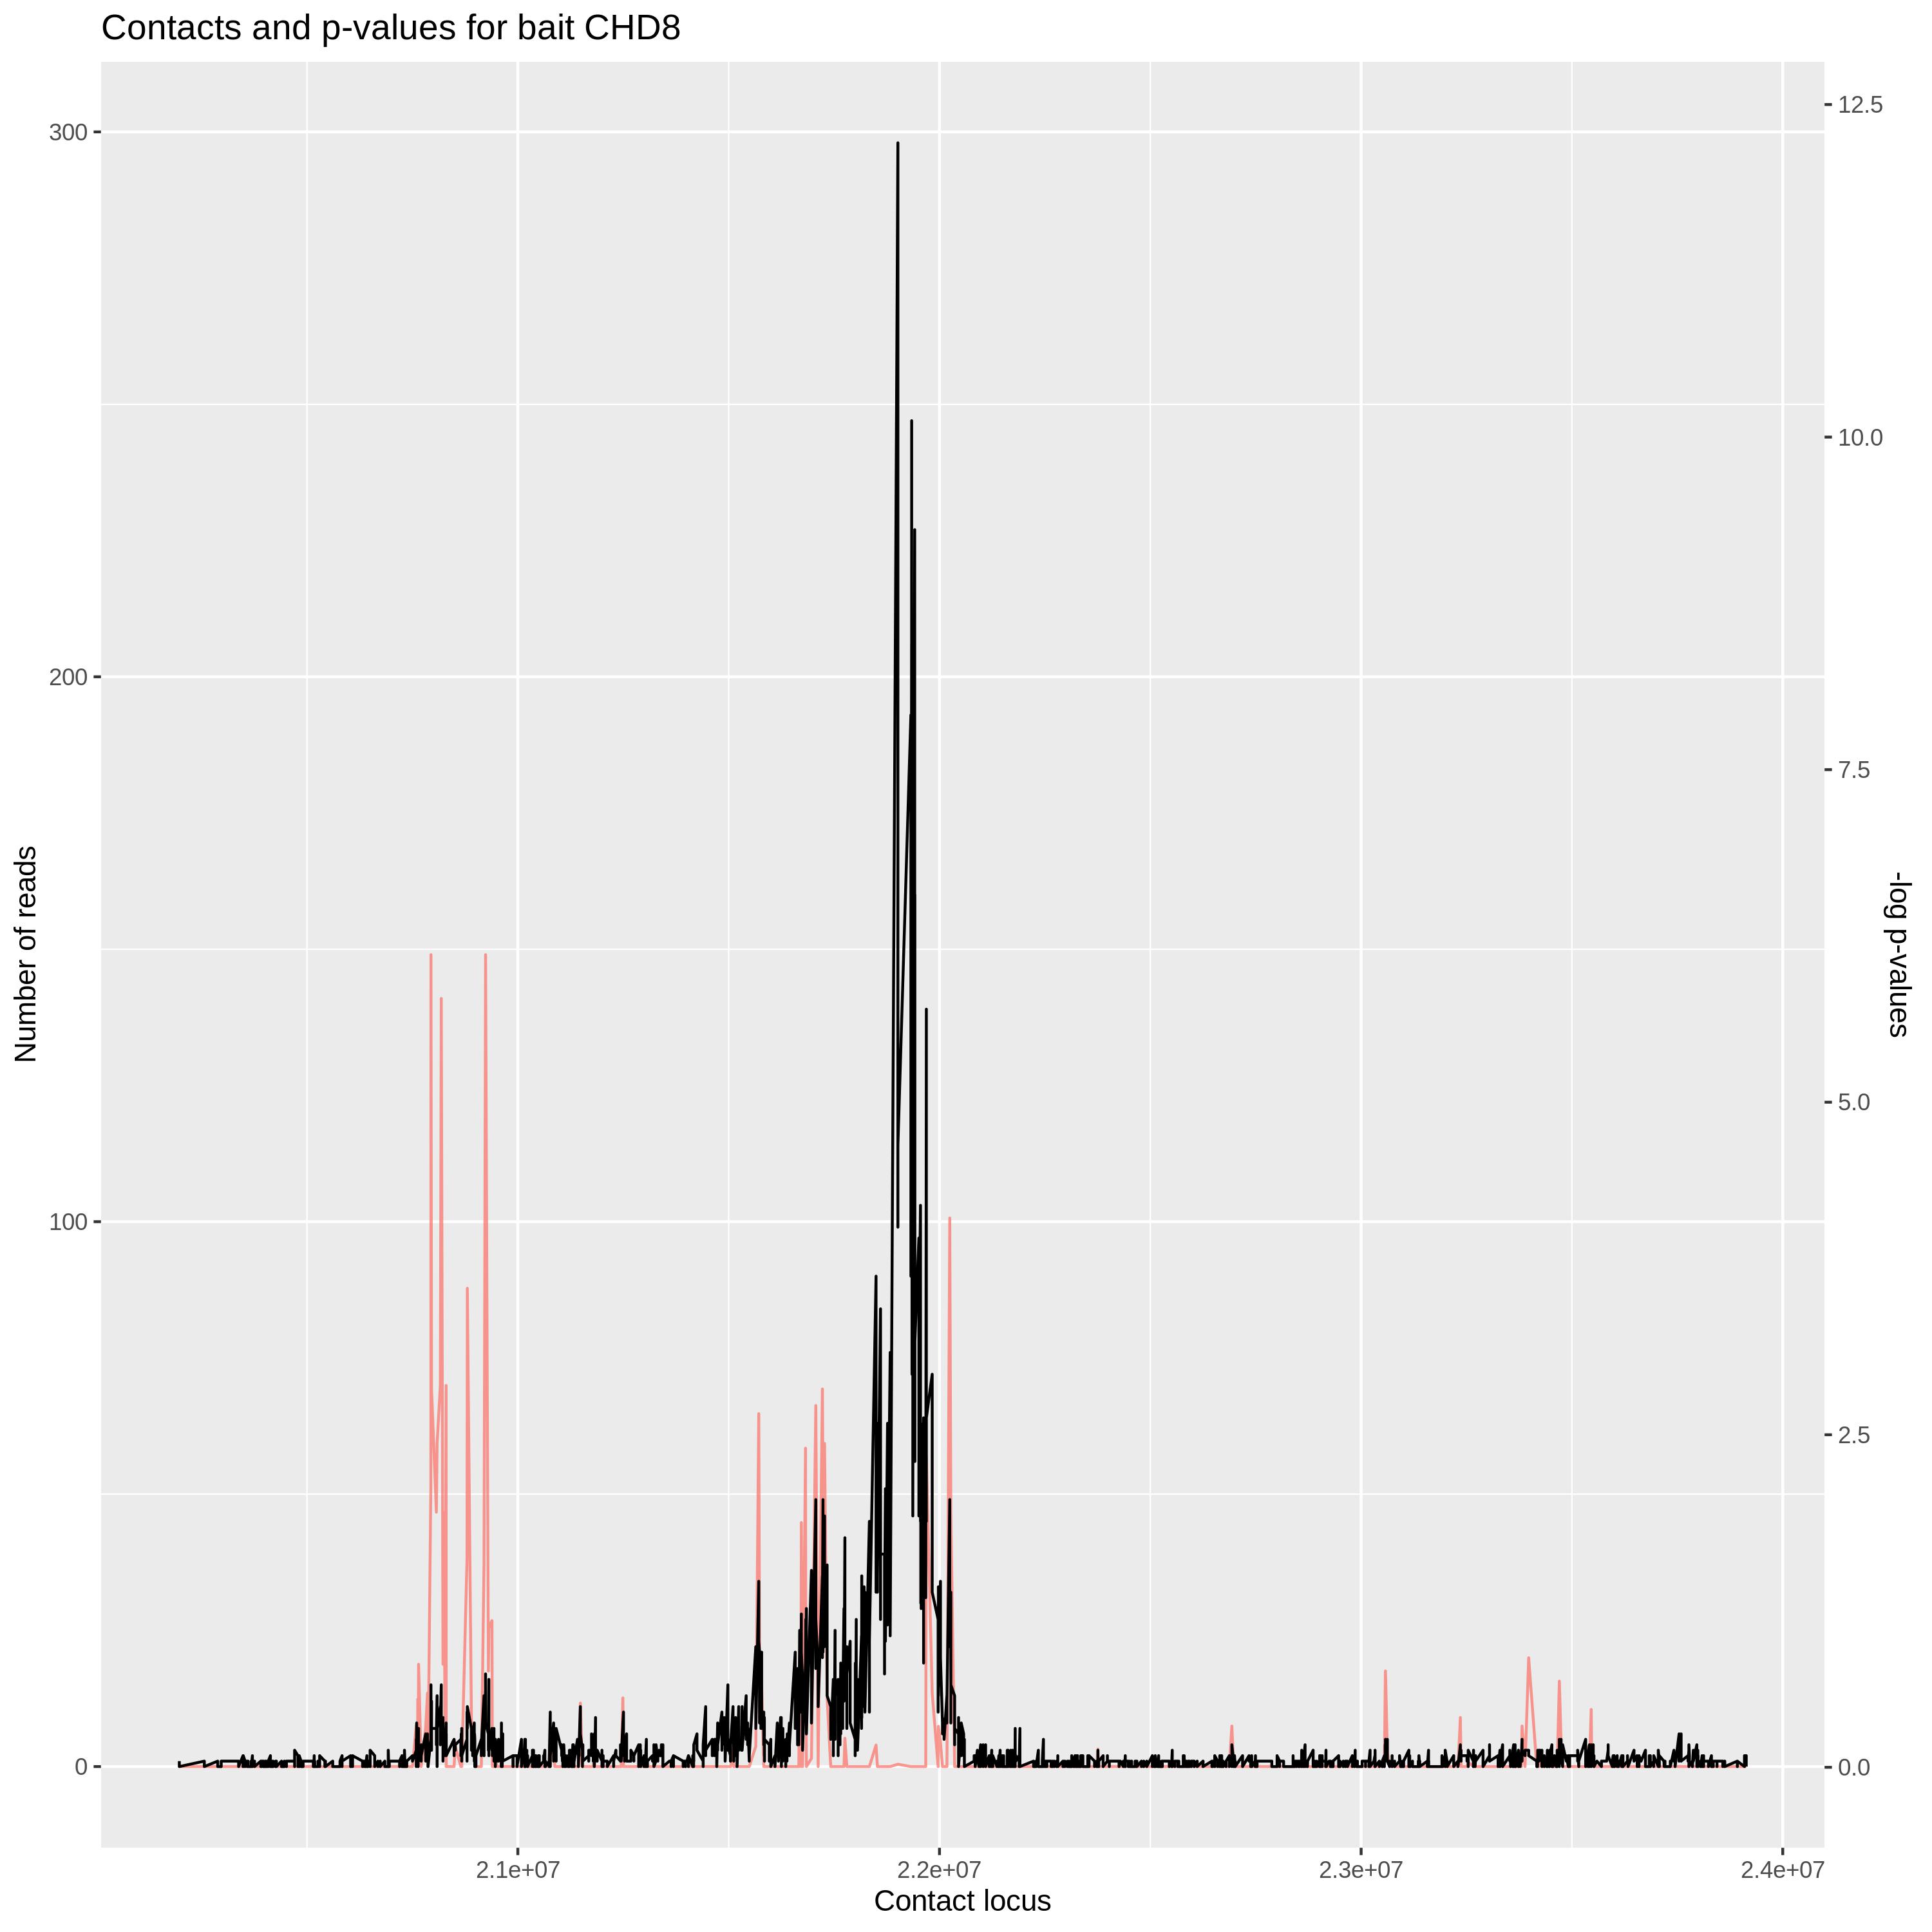 Contacts and p-values for bait CHD8
300
200
100
0
Number of reads
12.5
10.0
7.5
5.0
2.5
0.0
-log p-values
2.1e+07
2.2e+07
2.3e+07
2.4e+07
Contact locus